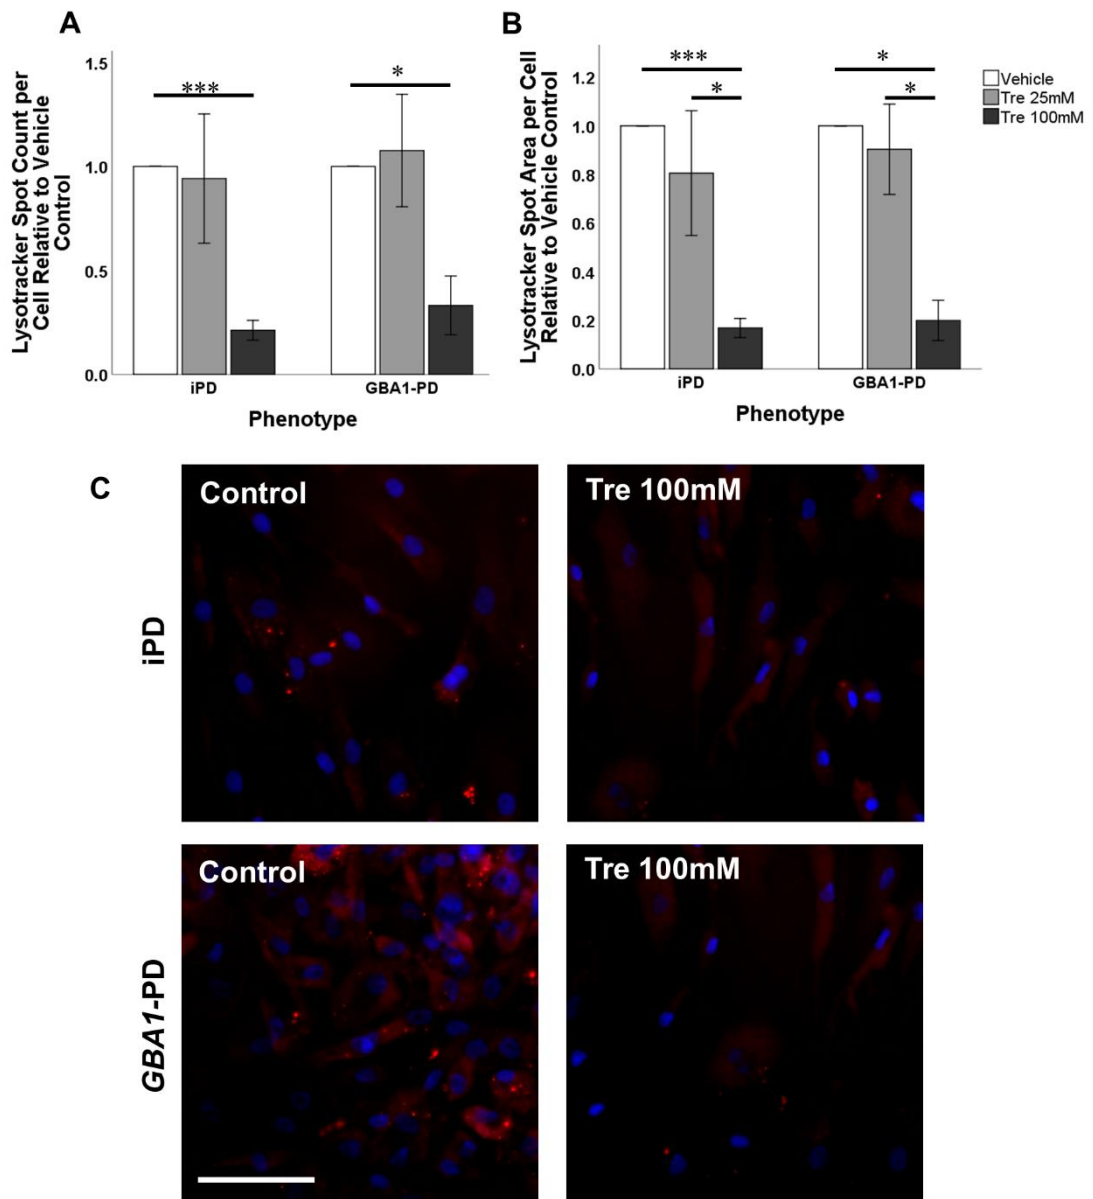 A
Lysotracker Spot Count per
Cell Relative to Vehicle
Control
1.5
1.0
0.5
0.0
***
*
iPD
GBA1-PD
Phenotype
B
Lysotracker Spot Area per Cell
Relative to Vehicle Control
1.2
1.0
0.8
0.6
0.4
0.2
0.0
***
*
*
*
iPD
GBA1-PD
Phenotype
Vehicle
Tre 25mM
Tre 100mM
C
iPD
Control
Tre 100mM
GBA1-PD
Control
Tre 100mM